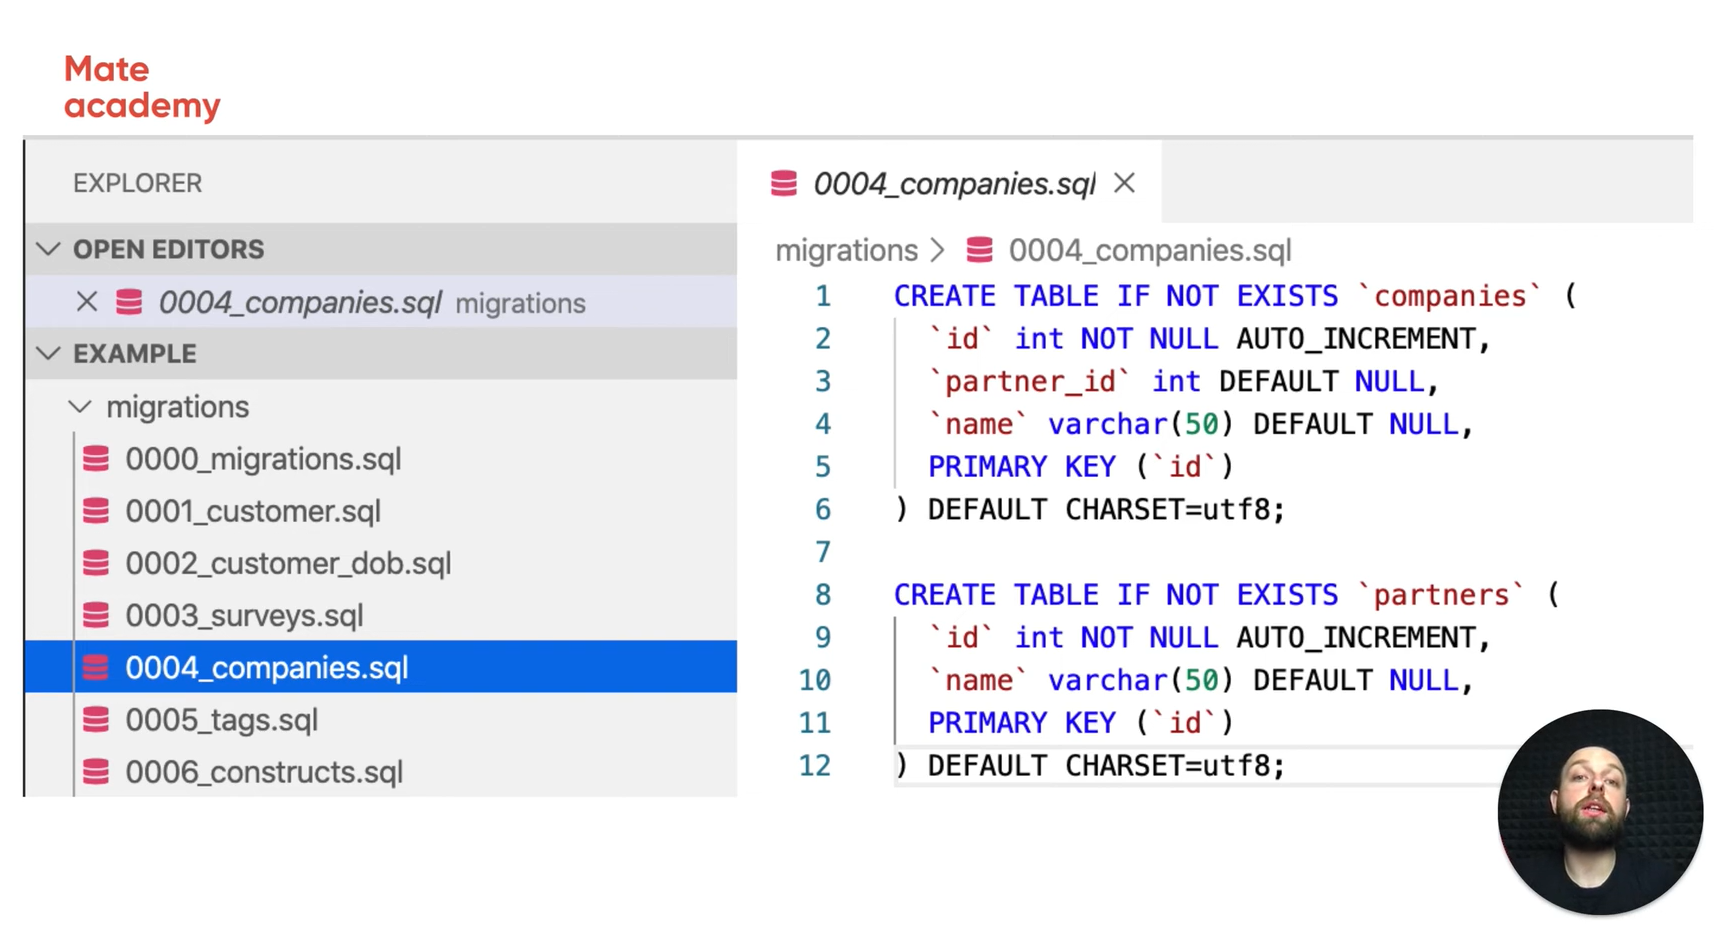 Mate
academy
EXPLORER
OPEN EDITORS
0004_companies.sql migrations
EXAMPLE
migrations
0000_migrations.sql
0001_customer.sql
0002_customer_dob.sql
0003_surveys.sql
0004_companies.sql
0005_tags.sql
0006_constructs.sql
0004_companies.sql
migrations > 0004_companies.sql
1 CREATE TABLE IF NOT EXISTS `companies` (
2 `id` int NOT NULL AUTO_INCREMENT,
3 `partner_id` int DEFAULT NULL,
4 `name` varchar(50) DEFAULT NULL,
5 PRIMARY KEY (`id`)
6 ) DEFAULT CHARSET=utf8;
7
8 CREATE TABLE IF NOT EXISTS `partners` (
9 `id` int NOT NULL AUTO_INCREMENT,
10 `name` varchar(50) DEFAULT NULL,
11 PRIMARY KEY (`id`)
12 ) DEFAULT CHARSET=utf8;